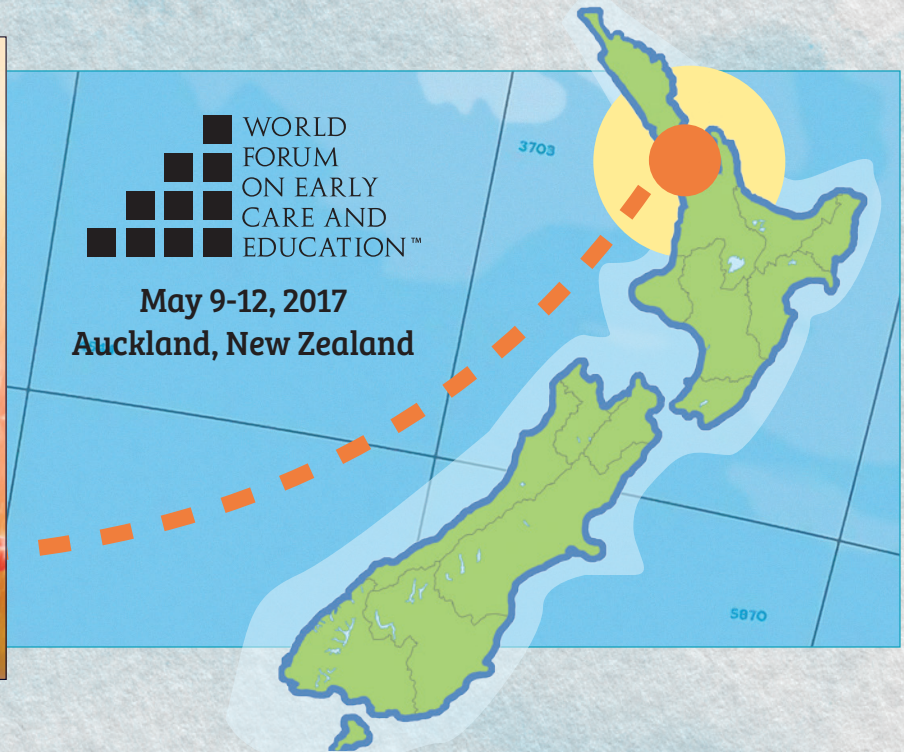 WORLD
FORUM
ON EARLY
CARE AND
EDUCATION™
May 9-12, 2017
Auckland, New Zealand
3703
5870